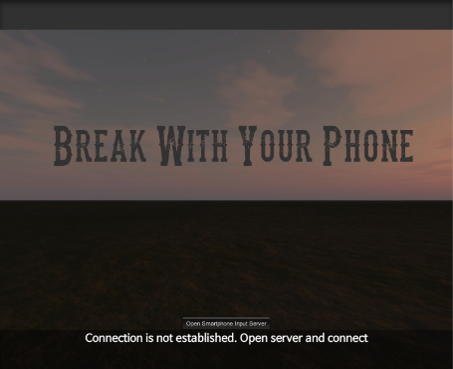 Break With Your Phone
Open Smartphone Input Server
Connection is not established. Open server and connect